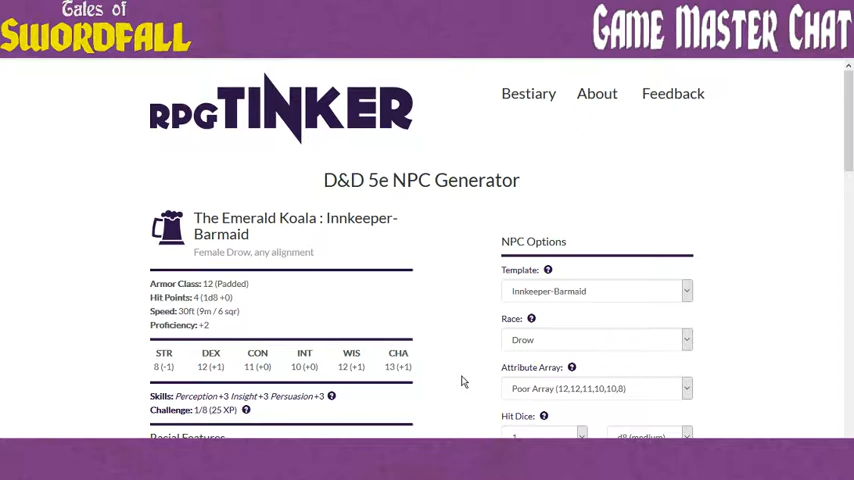 Tales of
SWORDFALL
GAME MASTER CHAT
RPGTINKER
Bestiary About Feedback
D&D 5e NPC Generator
The Emerald Koala : Innkeeper-
Barmaid
Female Drow, any alignment
Armor Class: 12 (Padded)
Hit Points: 4 (1d8 +0)
Speed: 30ft (9m / 6 sqr)
Proficiency: +2
STR DEX CON INT WIS CHA
8 (-1) 12 (+1) 11 (+0) 10 (+0) 12 (+1) 13 (+1)
Skills: Perception +3 Insight +3 Persuasion +3
Challenge: 1/8 (25 XP)
Racial Features
NPC Options
Template:
Innkeeper-Barmaid
Race:
Drow
Attribute Array:
Poor Array (12,12,11,10,10,8)
Hit Dice:
1 d8 (medium)